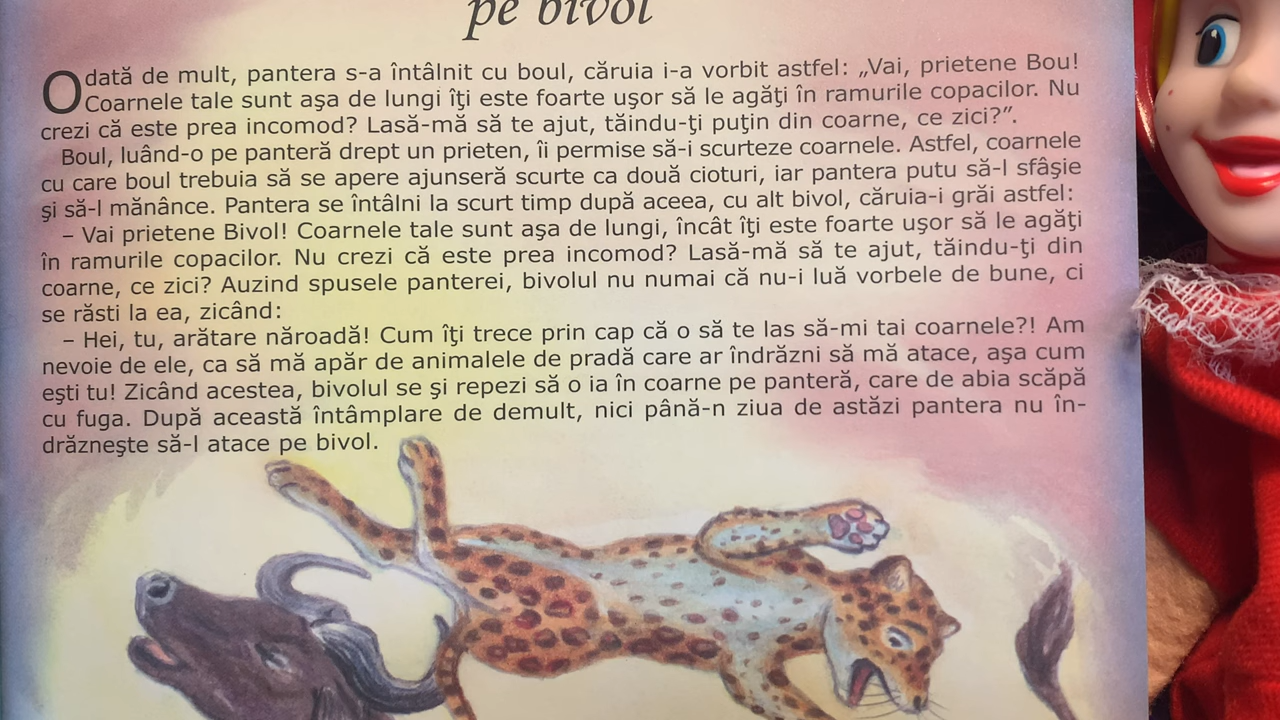 pe bivol
Odată de mult, pantera s-a întâlnit cu boul, căruia i-a vorbit astfel: „Vai, prietene Bou!
Coarnele tale sunt aşa de lungi îţi este foarte uşor să le agăţi în ramurile copacilor. Nu
crezi că este prea incomod? Lasă-mă să te ajut, tăindu-ţi puţin din coarne, ce zici?”.
Boul, luând-o pe panteră drept un prieten, îi permise să-i scurteze coarnele. Astfel, coarnele
cu care boul trebuia să se apere ajunseră scurte ca două cioturi, iar pantera putu să-l sfâşie
şi să-l mănânce. Pantera se întâlni la scurt timp după aceea, cu alt bivol, căruia-i grăi astfel:
– Vai prietene Bivol! Coarnele tale sunt aşa de lungi, încât îţi este foarte uşor să le agăţi
în ramurile copacilor. Nu crezi că este prea incomod? Lasă-mă să te ajut, tăindu-ţi din
coarne, ce zici? Auzind spusele panterei, bivolul nu numai că nu-i luă vorbele de bune, ci
se răsti la ea, zicând:
– Hei, tu, arătare năroadă! Cum îţi trece prin cap că o să te las să-mi tai coarnele?! Am
nevoie de ele, ca să mă apăr de animalele de pradă care ar îndrăzni să mă atace, aşa cum
eşti tu! Zicând acestea, bivolul se şi repezi să o ia în coarne pe panteră, care de abia scăpă
cu fuga. După această întâmplare de demult, nici până-n ziua de astăzi pantera nu în-
drăzneşte să-l atace pe bivol.